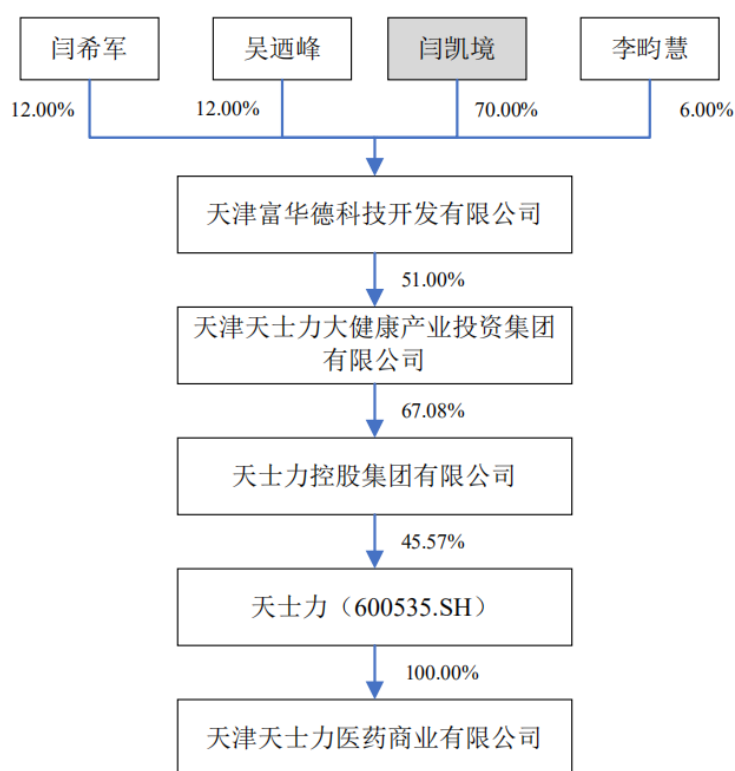 闫希军
吴迺峰
闫凯境
李畇慧
12.00%
12.00%
70.00%
6.00%
天津富华德科技开发有限公司
51.00%
天津天士力大健康产业投资集团
有限公司
67.08%
天士力控股集团有限公司
45.57%
天士力（600535.SH）
100.00%
天津天士力医药商业有限公司